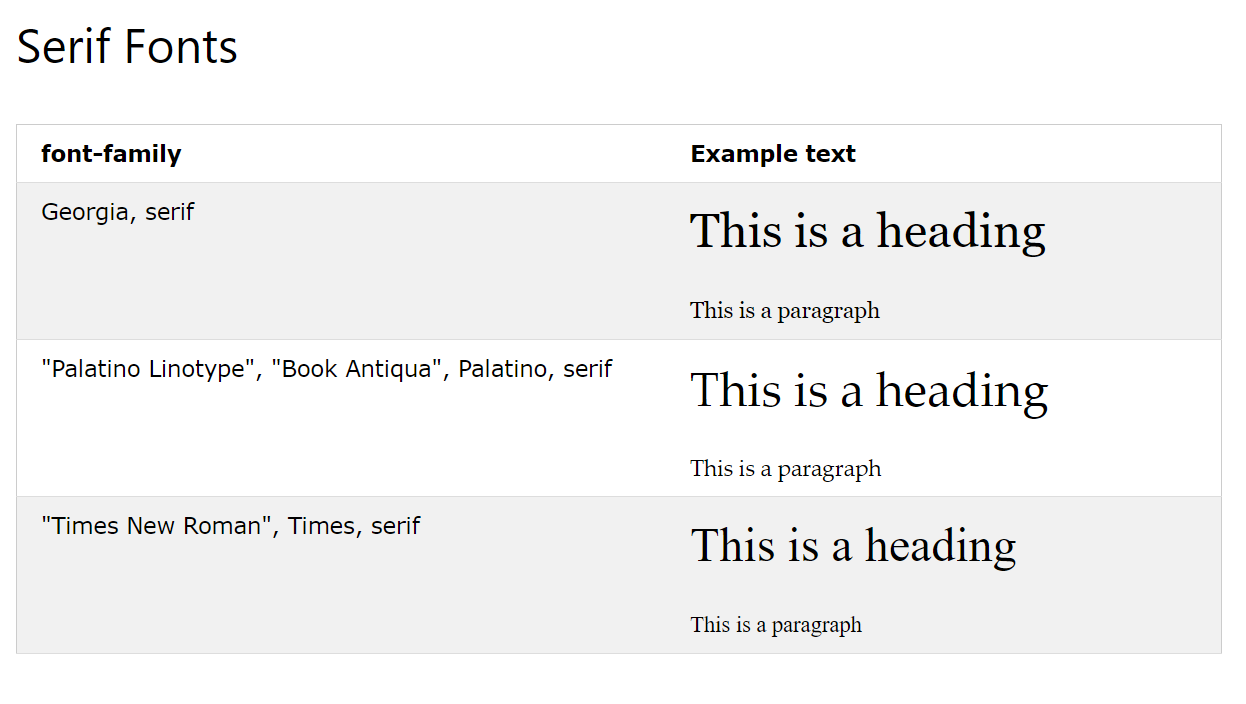 Serif Fonts
font-family Example text
Georgia, serif This is a heading
This is a paragraph
"Palatino Linotype", "Book Antiqua", Palatino, serif This is a heading
This is a paragraph
"Times New Roman", Times, serif This is a heading
This is a paragraph